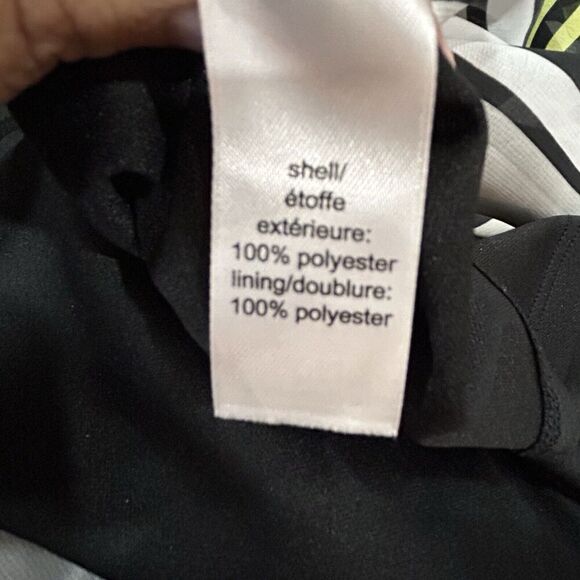 shell/
étoffe
extérieure:
100% polyester
lining/doublure:
100% polyester